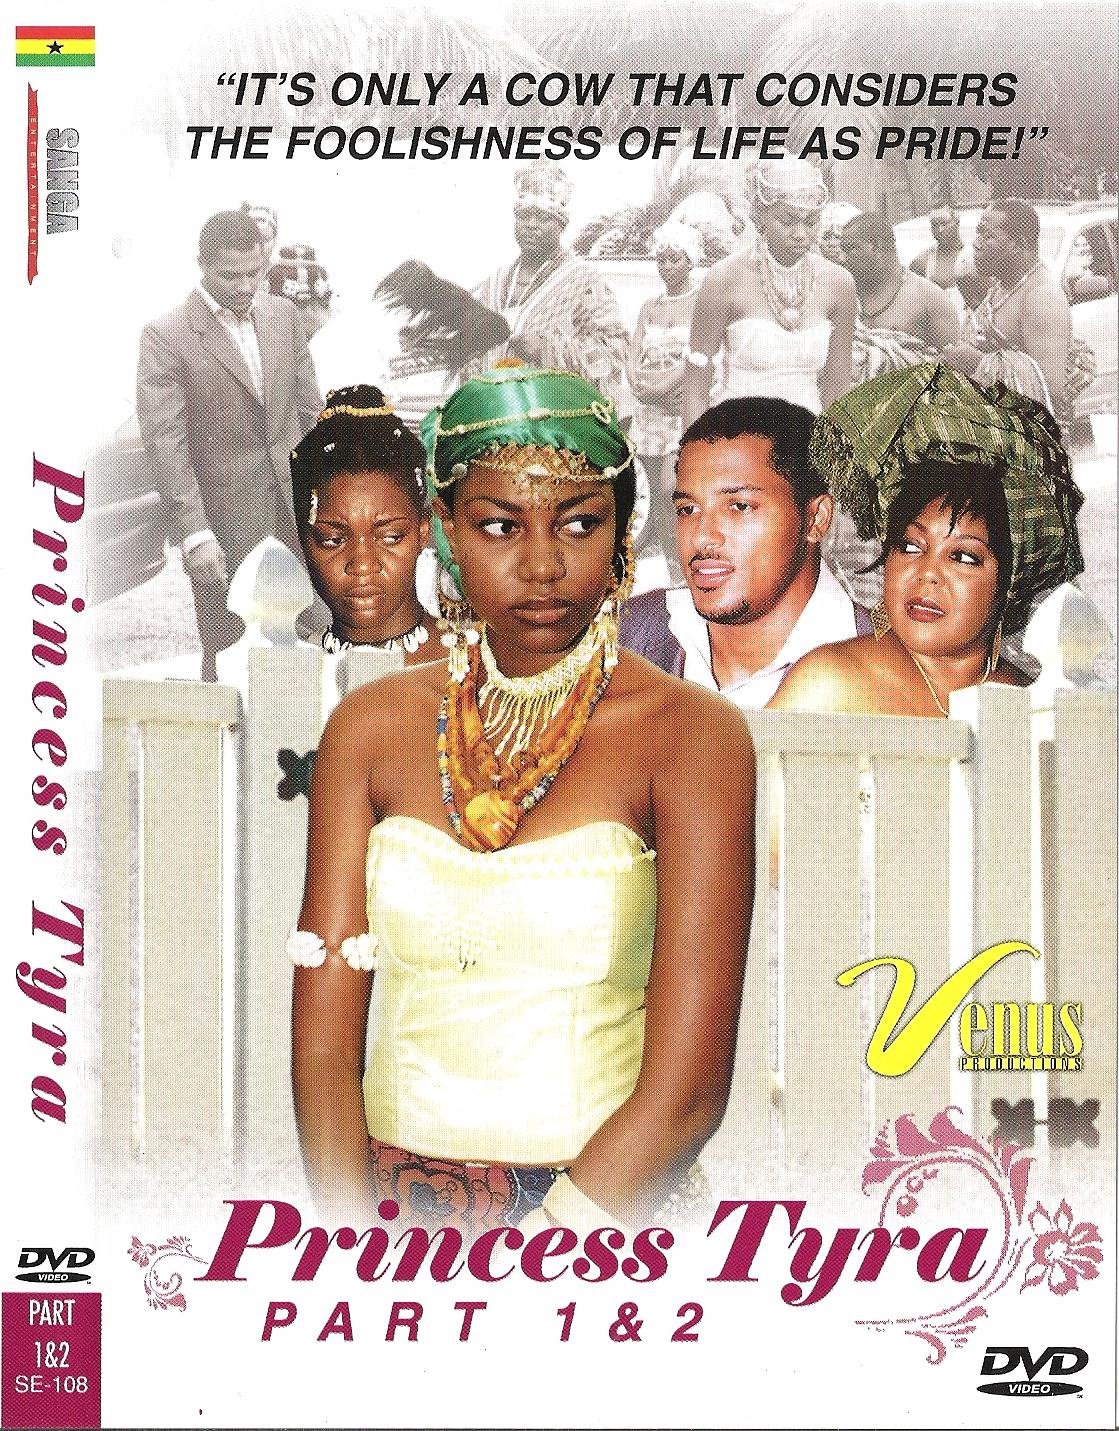 "IT'S ONLY A COW THAT CONSIDERS
THE FOOLISHNESS OF LIFE AS PRIDE!"
SANGA
ENTERTAINMENT
Princess Tyra
DVD
VIDEO
PART
1&2
SE-108
Venus
PRODUCTIONS
Princess Tyra
PART 1&2
DVD
VIDEO